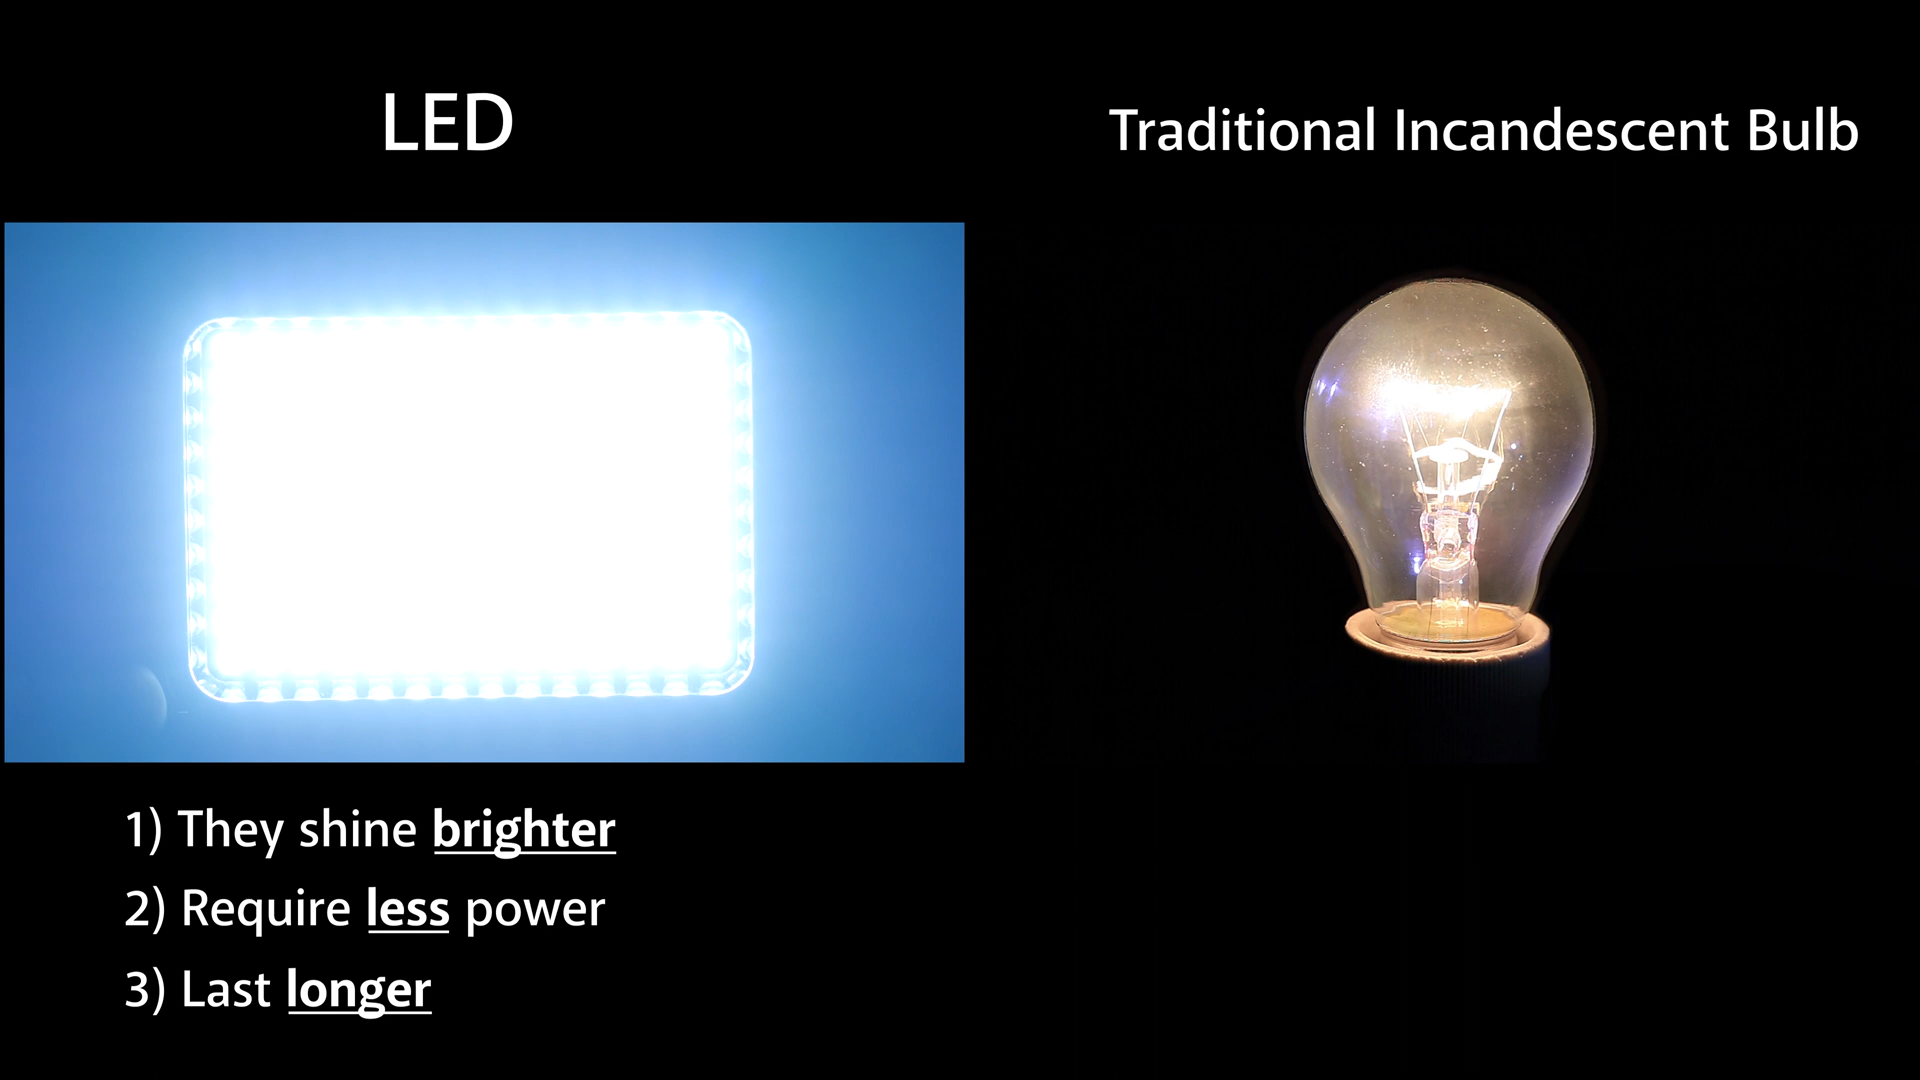 LED
Traditional Incandescent Bulb
1) They shine brighter
2) Require less power
3) Last longer